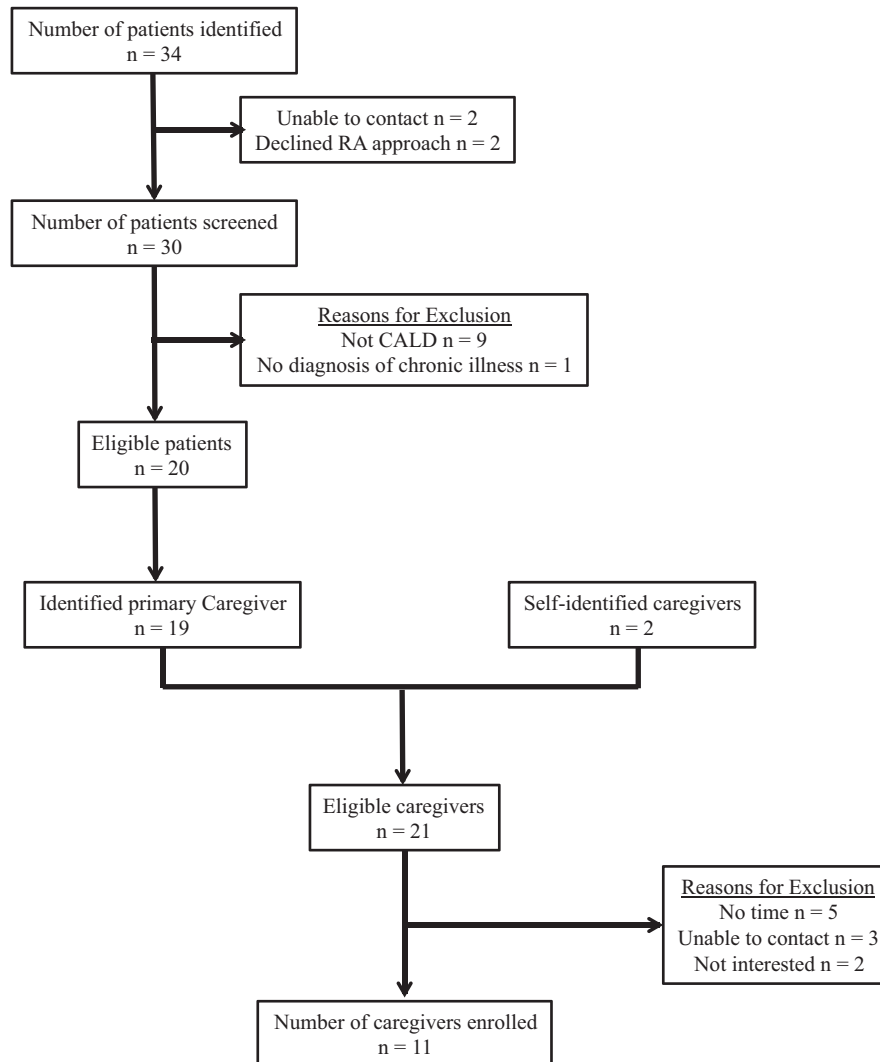 Number of patients identified
n = 34
Unable to contact n = 2
Declined RA approach n = 2
Number of patients screened
n = 30
Reasons for Exclusion
Not CALD n = 9
No diagnosis of chronic illness n = 1
Eligible patients
n = 20
Identified primary Caregiver
n = 19
Self-identified caregivers
n = 2
Eligible caregivers
n = 21
Reasons for Exclusion
No time n = 5
Unable to contact n = 3
Not interested n = 2
Number of caregivers enrolled
n = 11